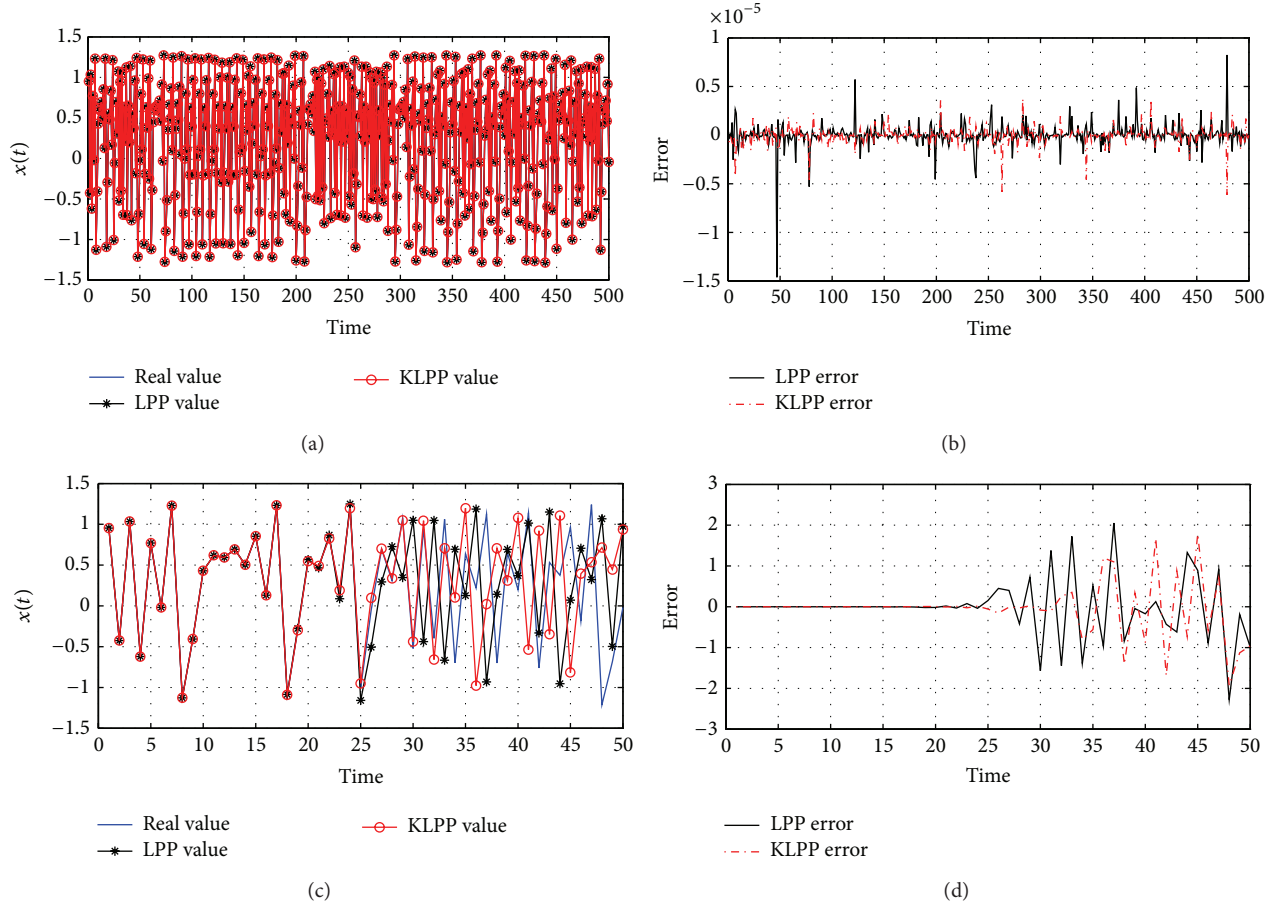 ×10⁻⁵
1.5
1
0.5
0
−0.5
−1
−1.5
x(t)
0 50 100 150 200 250 300 350 400 450 500
Time
Real value
LPP value
KLPP value
(a)
1
0.5
0
−0.5
−1
−1.5
Error
0 50 100 150 200 250 300 350 400 450 500
Time
LPP error
KLPP error
(b)
1.5
1
0.5
0
−0.5
−1
−1.5
x(t)
0 5 10 15 20 25 30 35 40 45 50
Time
Real value
LPP value
KLPP value
(c)
3
2
1
0
−1
−2
−3
Error
0 5 10 15 20 25 30 35 40 45 50
Time
LPP error
KLPP error
(d)